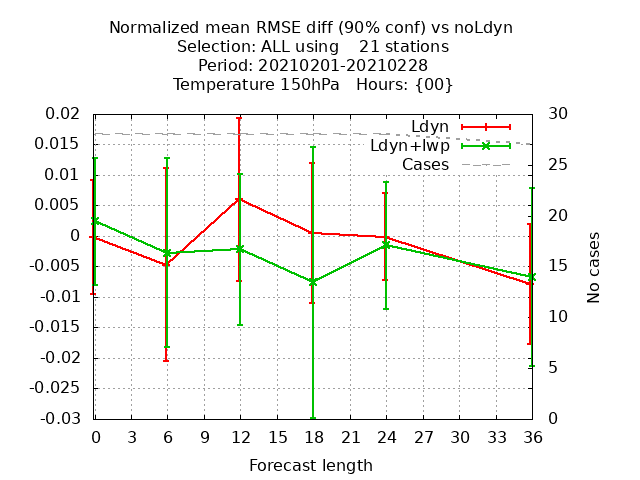 Normalized mean RMSE diff (90% conf) vs noLdyn
Selection: ALL using    21 stations
Period: 20210201-20210228
Temperature 150hPa   Hours: {00}
0.02
0.015
0.01
0.005
0
-0.005
-0.01
-0.015
-0.02
-0.025
-0.03
30
25
20
15
10
5
0
Ldyn
Ldyn+lwp
Cases
No cases
0 3 6 9 12 15 18 21 24 27 30 33 36
Forecast length